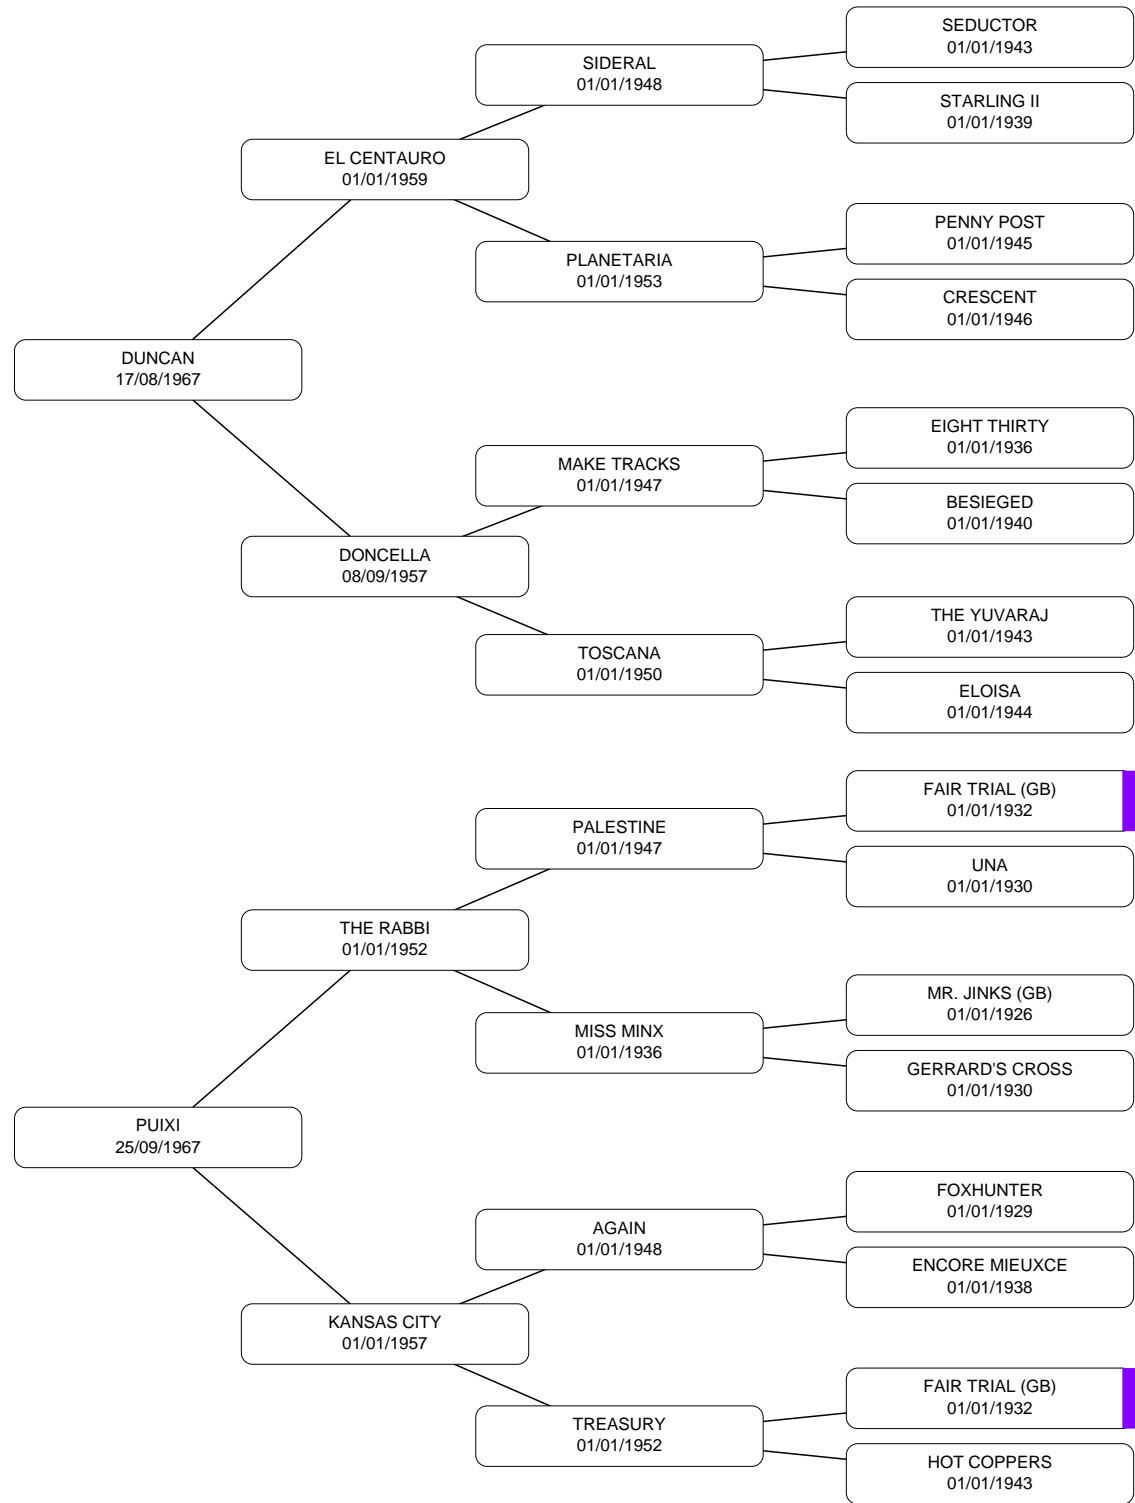 SEDUCTOR
01/01/1943
SIDERAL
01/01/1948
STARLING II
01/01/1939
EL CENTAURO
01/01/1959
PENNY POST
01/01/1945
PLANETARIA
01/01/1953
CRESCENT
01/01/1946
DUNCAN
17/08/1967
EIGHT THIRTY
01/01/1936
MAKE TRACKS
01/01/1947
BESIEGED
01/01/1940
DONCELLA
08/09/1957
THE YUVARAJ
01/01/1943
TOSCANA
01/01/1950
ELOISA
01/01/1944
FAIR TRIAL (GB)
01/01/1932
PALESTINE
01/01/1947
UNA
01/01/1930
THE RABBI
01/01/1952
MR. JINKS (GB)
01/01/1926
MISS MINX
01/01/1936
GERRARD'S CROSS
01/01/1930
PUIXI
25/09/1967
FOXHUNTER
01/01/1929
AGAIN
01/01/1948
ENCORE MIEUXCE
01/01/1938
KANSAS CITY
01/01/1957
FAIR TRIAL (GB)
01/01/1932
TREASURY
01/01/1952
HOT COPPERS
01/01/1943